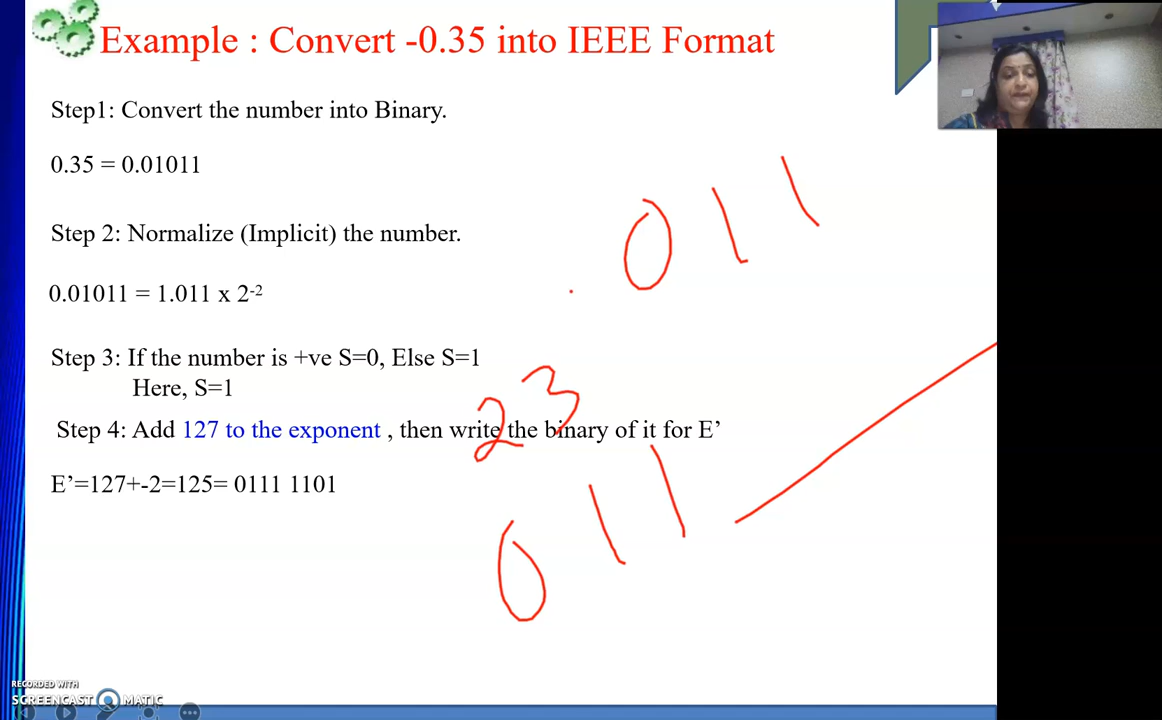 Example : Convert -0.35 into IEEE Format
Step1: Convert the number into Binary.
0.35 = 0.01011
. 011
Step 2: Normalize (Implicit) the number.
0.01011 = 1.011 x 2-2
Step 3: If the number is +ve S=0, Else S=1
Here, S=1
23
Step 4: Add 127 to the exponent , then write the binary of it for E’
E’=127+-2=125= 0111 1101
011
RECORDED WITH
SCREENCAST MATIC